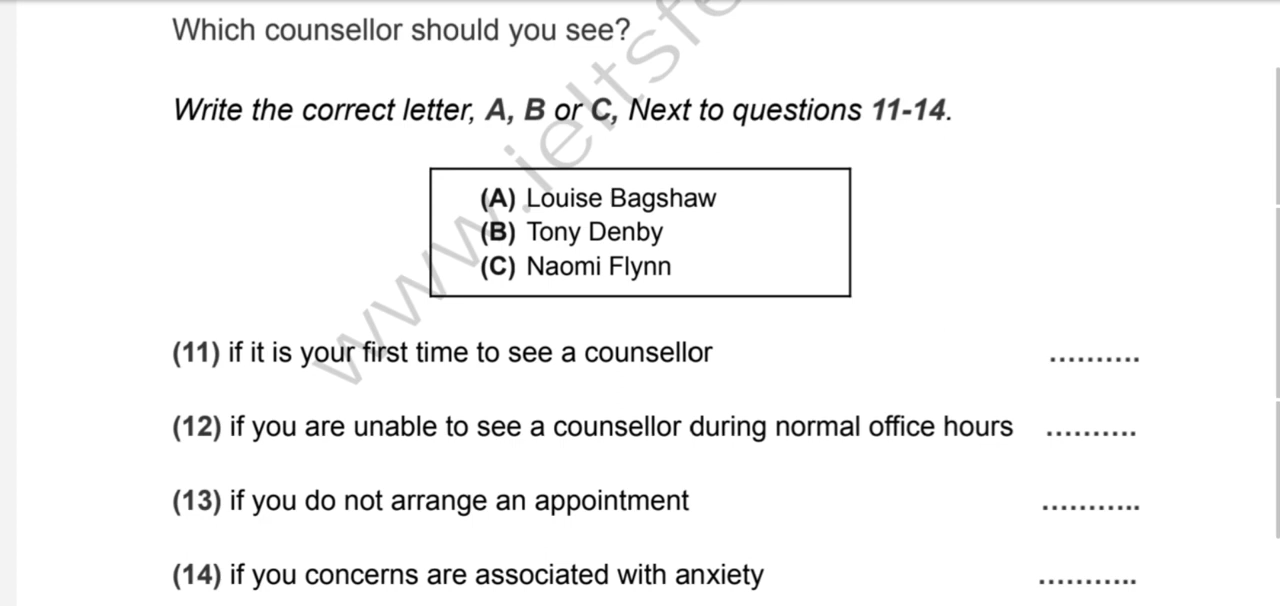 Which counsellor should you see?
Write the correct letter, A, B or C, Next to questions 11-14.
(A) Louise Bagshaw
(B) Tony Denby
(C) Naomi Flynn
(11) if it is your first time to see a counsellor ..........
(12) if you are unable to see a counsellor during normal office hours ..........
(13) if you do not arrange an appointment ...........
(14) if you concerns are associated with anxiety ...........